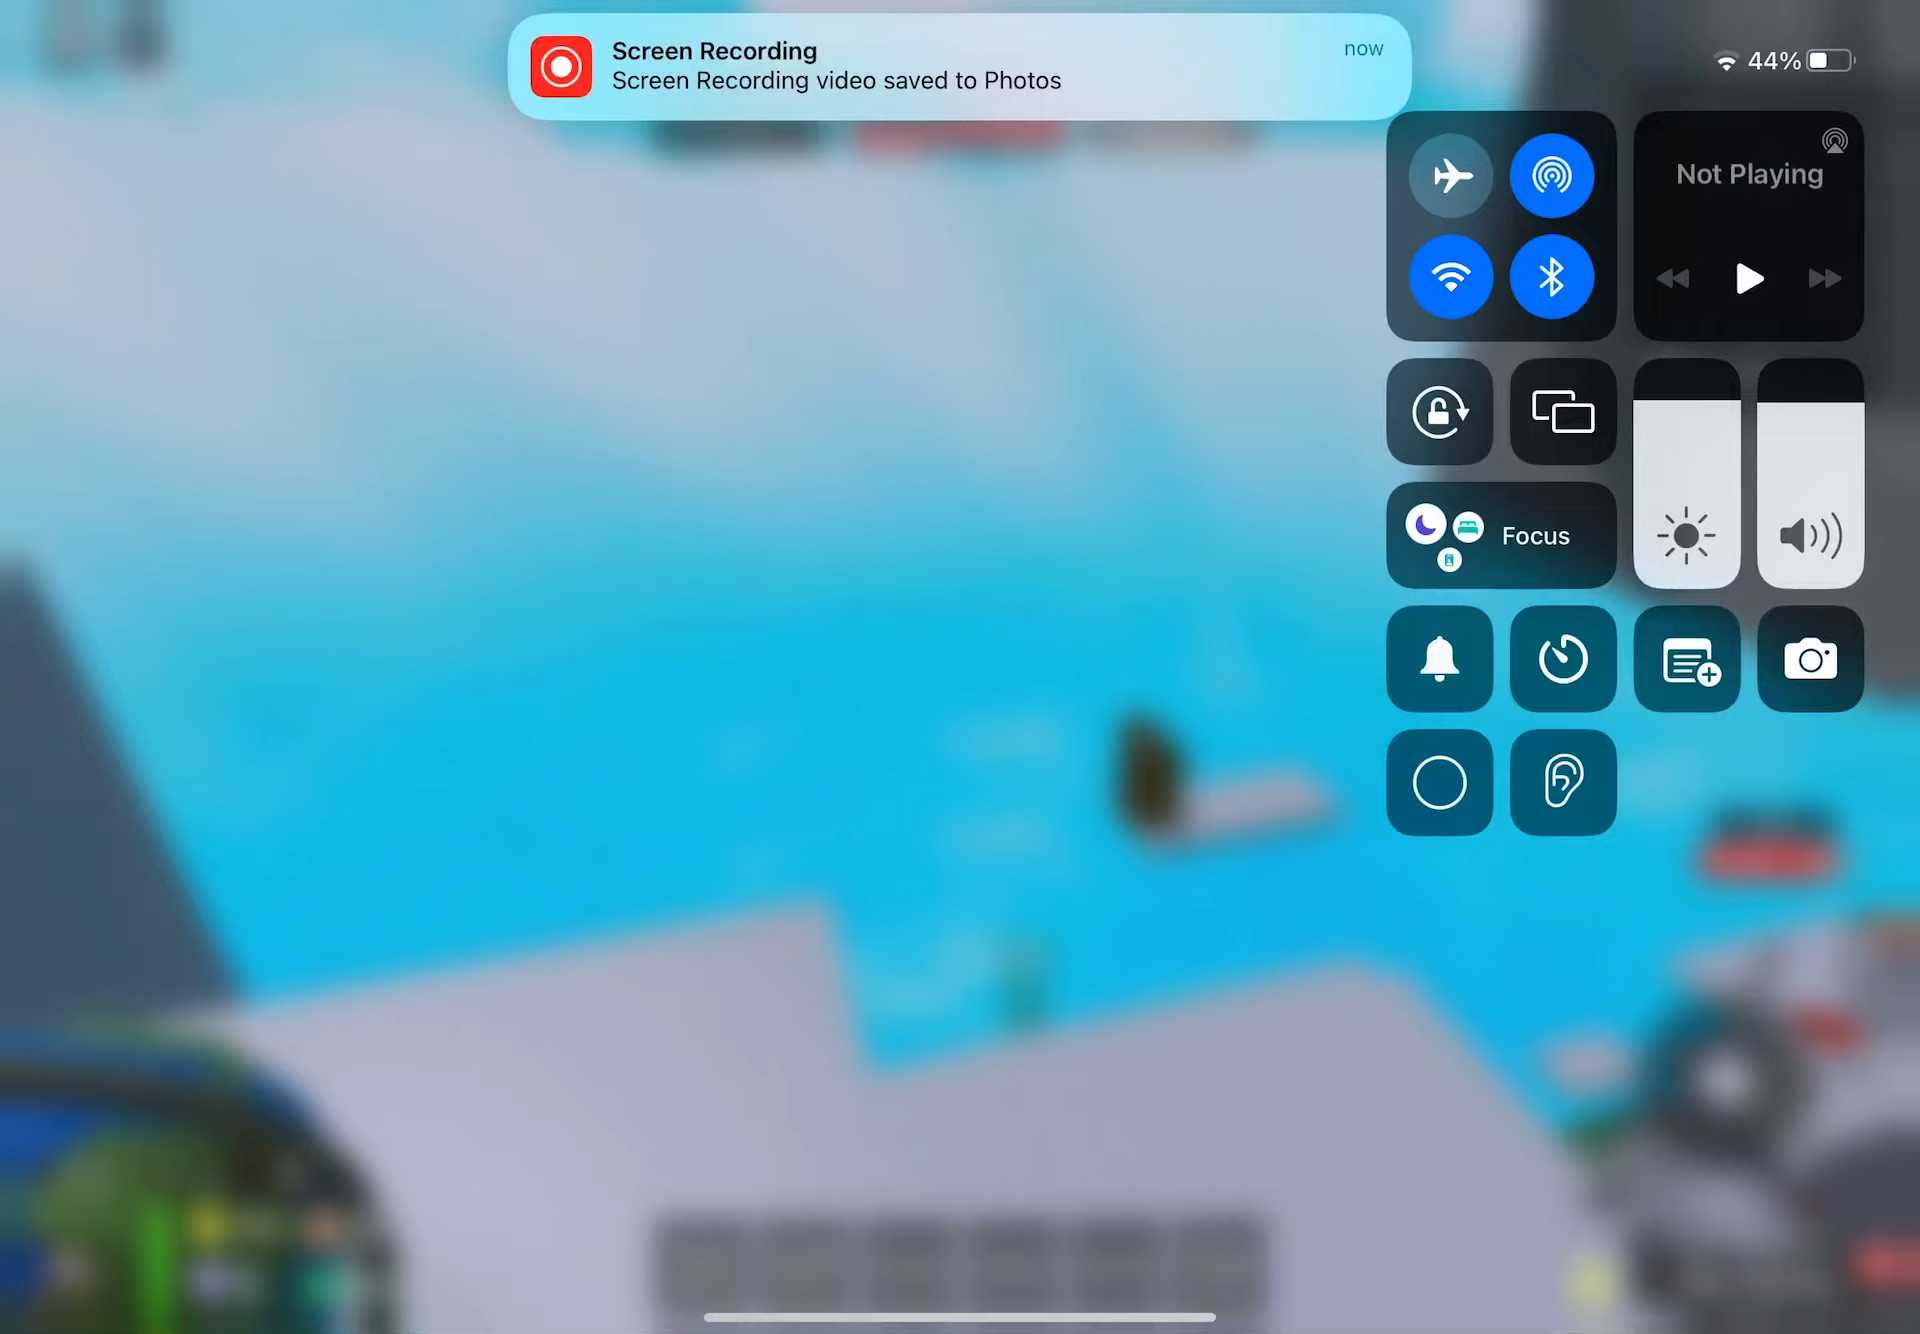 Screen Recording
now
Screen Recording video saved to Photos
44%
Not Playing
Focus